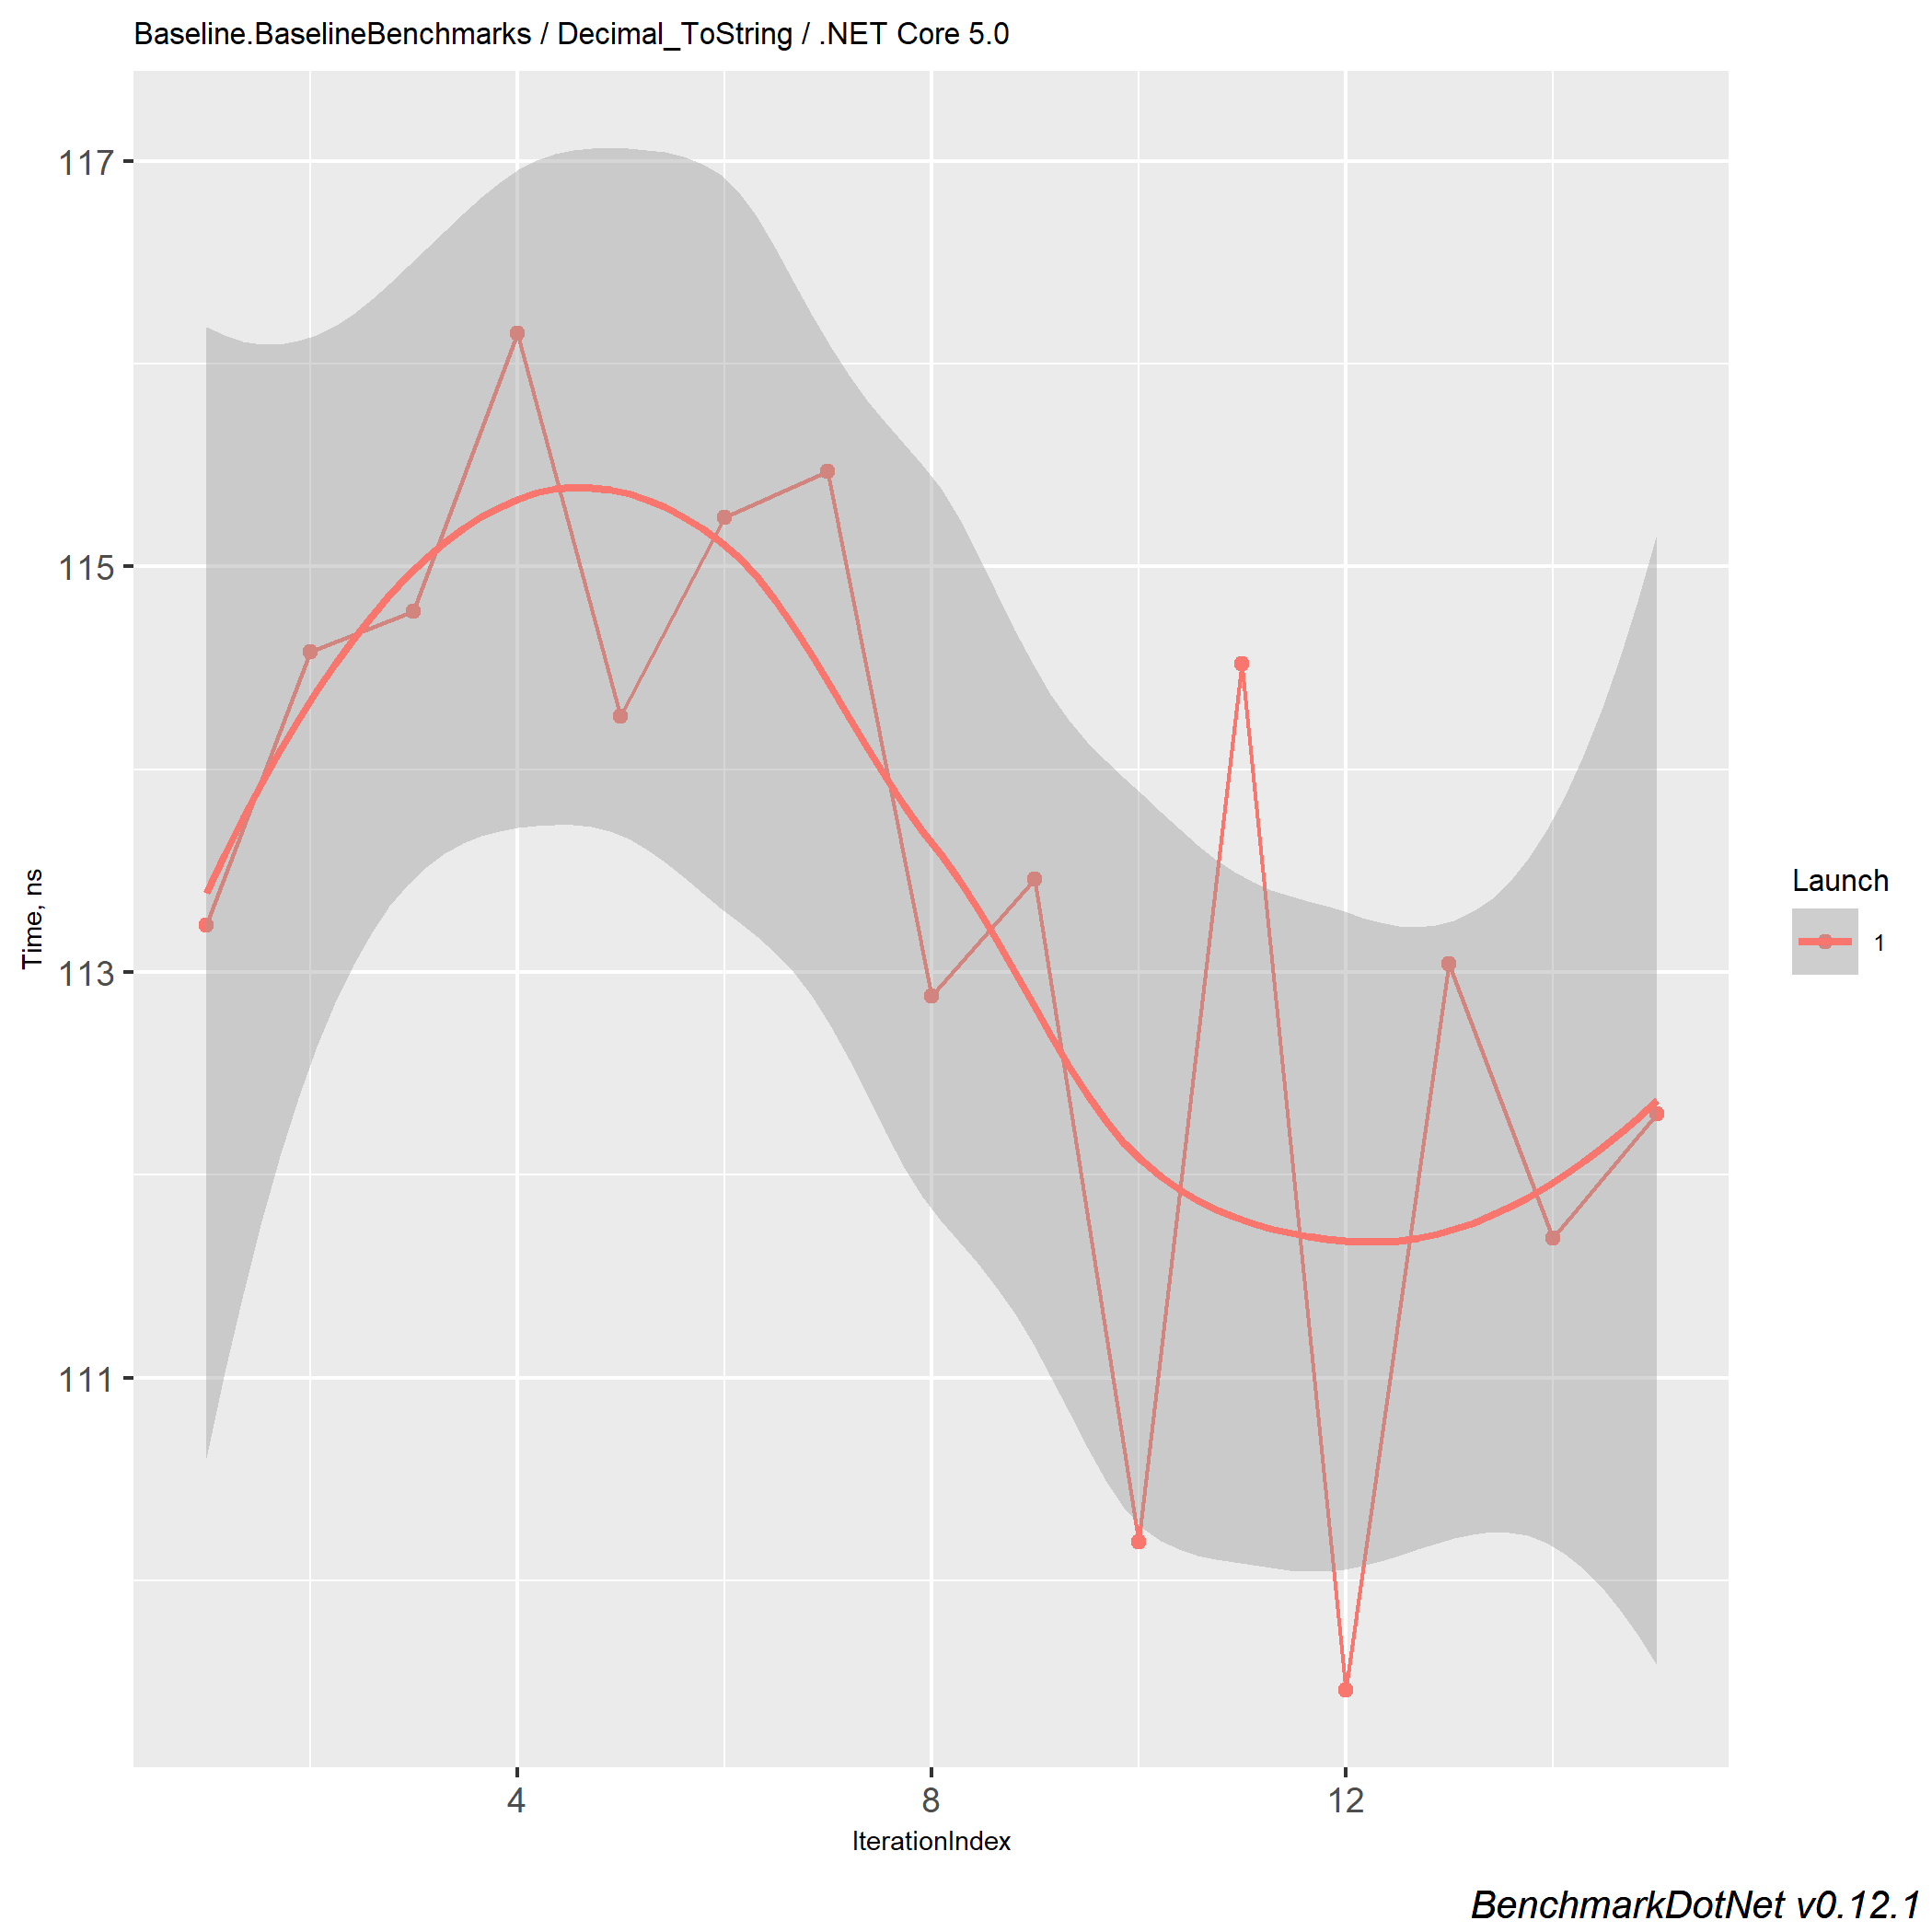 Baseline.BaselineBenchmarks / Decimal_ToString / .NET Core 5.0
117
115
113
111
Time, ns
4 8 12
IterationIndex
Launch
1
BenchmarkDotNet v0.12.1